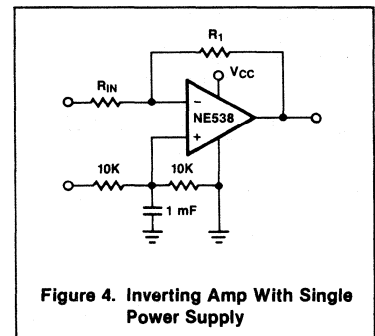 R1
VCC
RIN
−
NE538
+
10K 10K
1 mF
Figure 4. Inverting Amp With Single
Power Supply